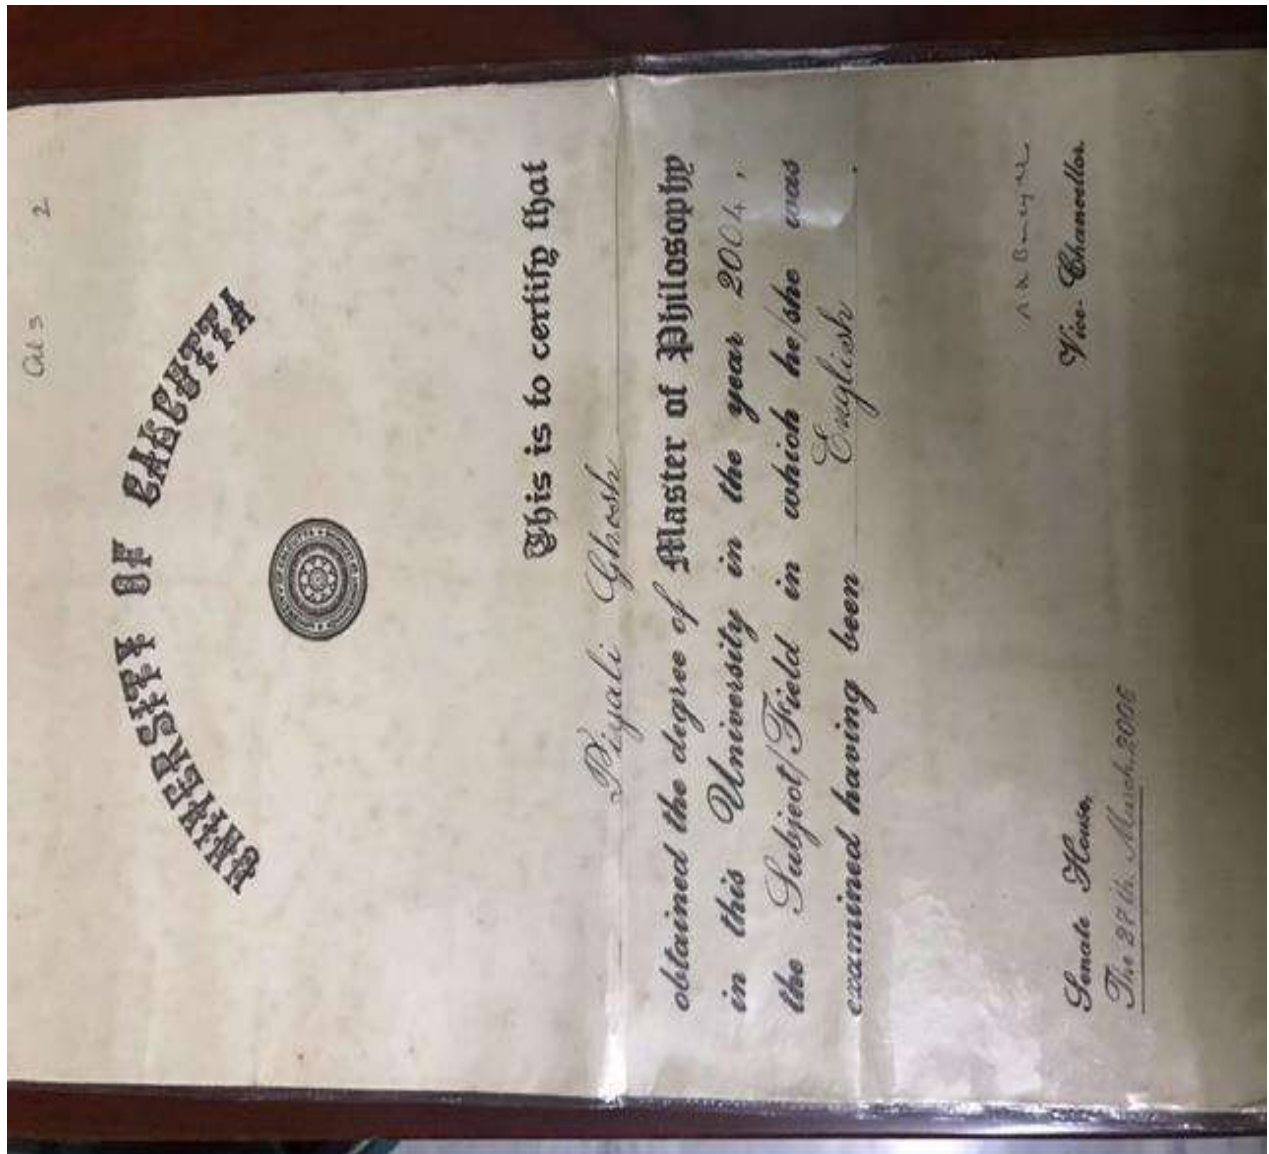 Cal 3 2
UNIVERSITY OF CALCUTTA
This is to certify that
Piyali Ghosh
obtained the degree of Master of Philosophy
in this University in the year 2004,
the Subject/Field in which he/she was
examined having been English.
Vice-Chancellor.
Senate House,
The 27th March, 2006